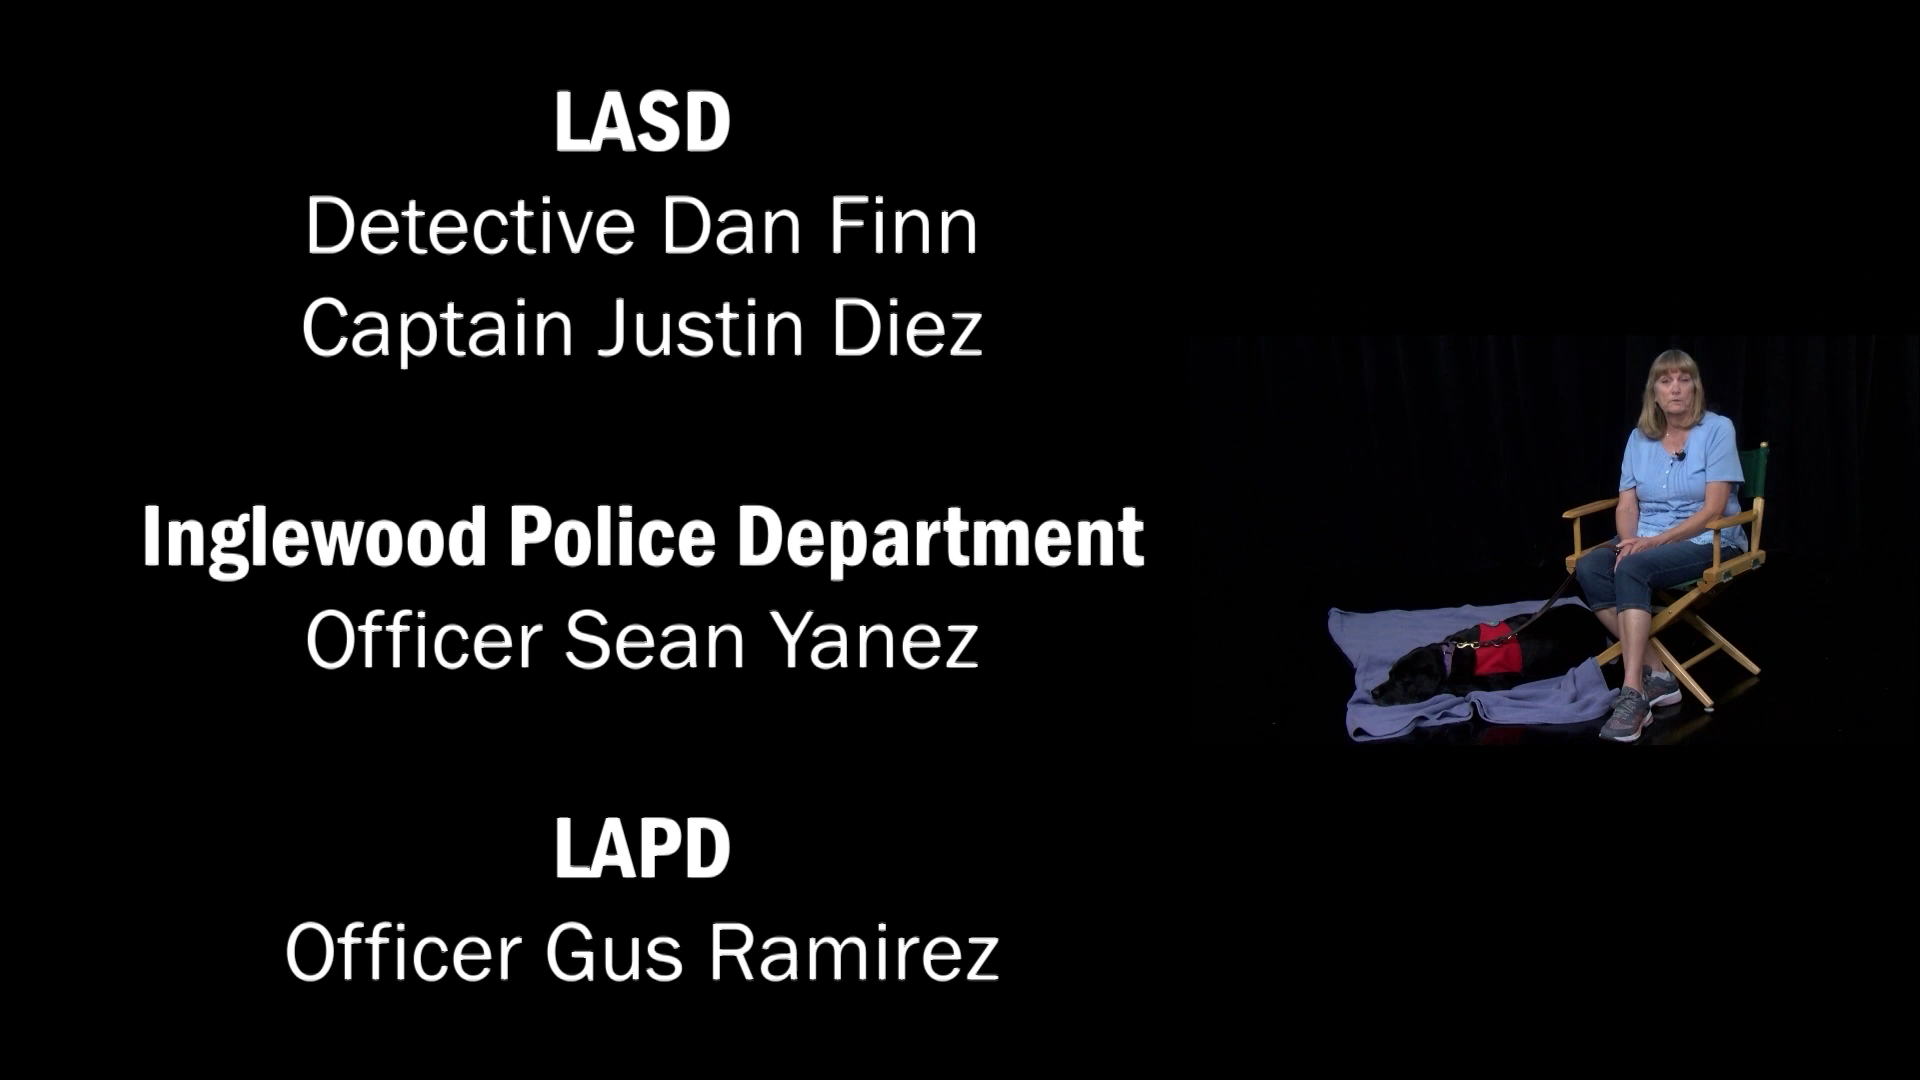 LASD
Detective Dan Finn
Captain Justin Diez
Inglewood Police Department
Officer Sean Yanez
LAPD
Officer Gus Ramirez